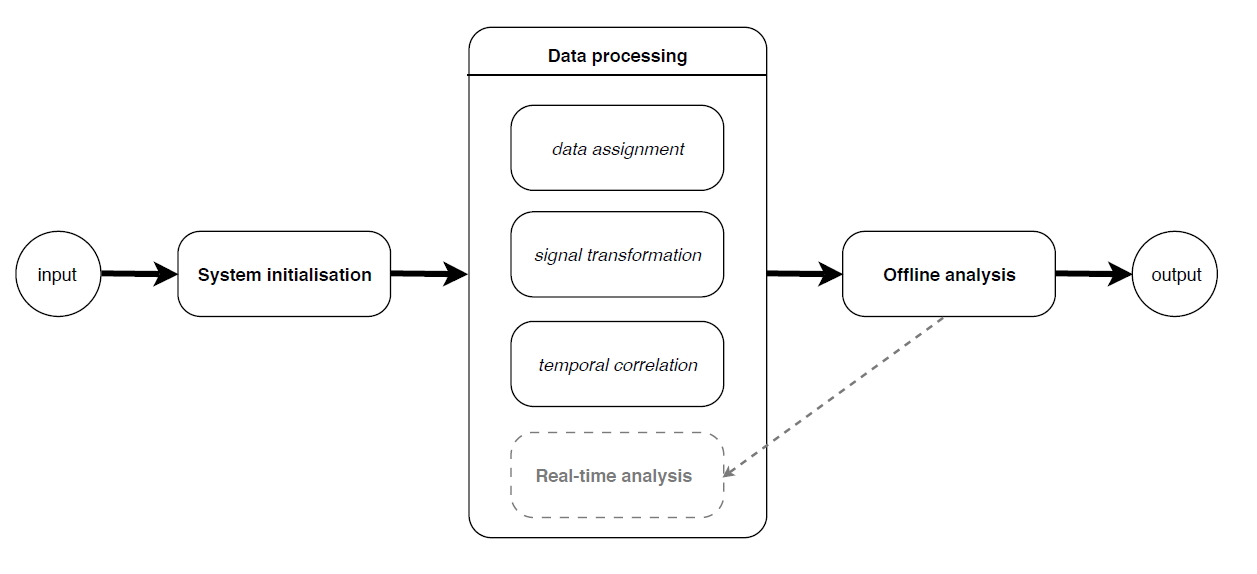 Data processing
data assignment
signal transformation
temporal correlation
Real-time analysis
input
System initialisation
Offline analysis
output